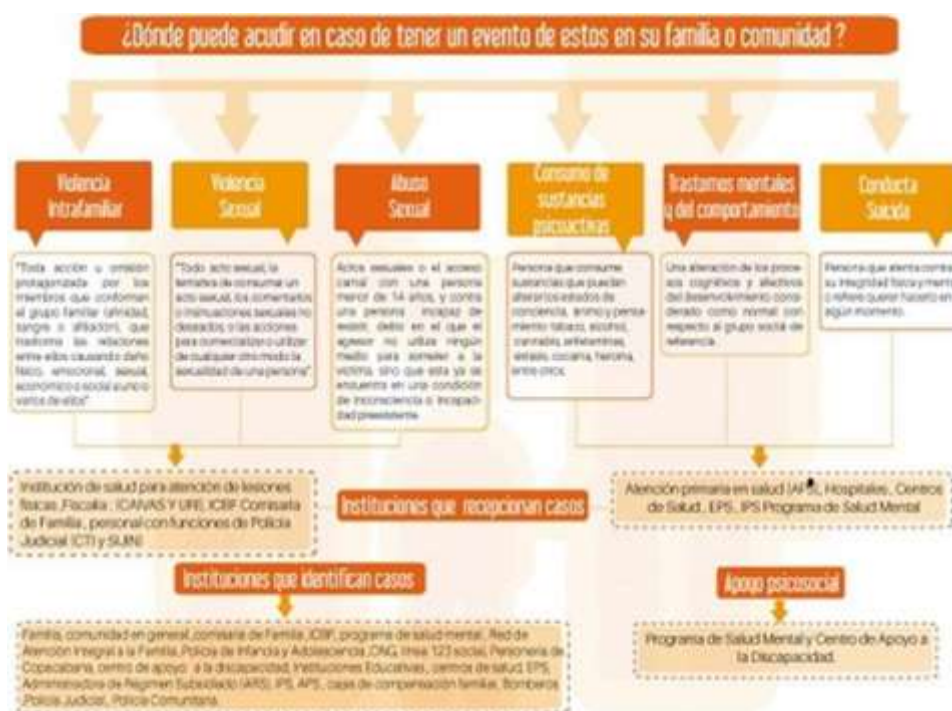 ¿Dónde puede acudir en caso de tener un evento de estos en su familia o comunidad ?
Violencia
Intrafamiliar
Violencia
Sexual
Abuso
Sexual
Consumo de
sustancias
psicoactivas
Trastornos mentales
y del comportamiento
Conducta
Suicida
"Toda acción u omisión
protagonizada por los
miembros que conforman
el grupo familiar (afinidad,
sangre o afiliación), que
trastorna las relaciones
entre ellos causando daño
físico, emocional, sexual,
económico o social a uno o
varios de ellos"
"Todo acto sexual, la
tentativa de consumar un
acto sexual, los comentarios
o insinuaciones sexuales no
deseados, o las acciones
para comercializar o utilizar
de cualquier otro modo la
sexualidad de una persona"
Actos sexuales o el acceso
carnal con una persona
menor de 14 años, y contra
una persona incapaz de
resistir, delito en el que el
agresor no utiliza ningún
medio para someter a la
víctima, sino que esta ya se
encuentra en una condición
de inconsciencia o incapaci-
dad preexistente.
Persona que consume
sustancias que puedan
alterar los estados de
conciencia, ánimo y pensa-
miento: tabaco, alcohol,
cannabis, anfetaminas,
éxtasis, cocaína, heroína,
entre otros.
Una alteración de los proce-
sos cognitivos y afectivos
del desenvolvimiento consi-
derado como normal con
respecto al grupo social de
referencia.
Persona que atenta contra
su integridad física y mental
o refiere querer hacerlo en
algún momento.
Institución de salud para atención de lesiones
físicas ,Fiscalía , (CAIVAS Y URI), ICBF Comisaría
de Familia , personal con funciones de Policía
Judicial (CTI y SIJIN)
Instituciones que recepcionan casos
Atención primaria en salud (APS), Hospitales , Centros
de Salud , EPS , IPS Programa de Salud Mental
Instituciones que identifican casos
Apoyo psicosocial
Familia, comunidad en general ,comisaría de Familia ,ICBF, programa de salud mental , Red de
Atención Integral a la Familia, Policía de Infancia y Adolescencia , línea 123 social, Personería de
Copacabana, centro de apoyo a la discapacidad, Instituciones Educativas , centros de salud, EPS,
Administradora de Régimen Subsidiado (ARS), IPS, APS , cajas de compensación familiar, Bomberos
,Policía Judicial , Policía Comunitaria.
Programa de Salud Mental y Centro de Apoyo a
la Discapacidad.